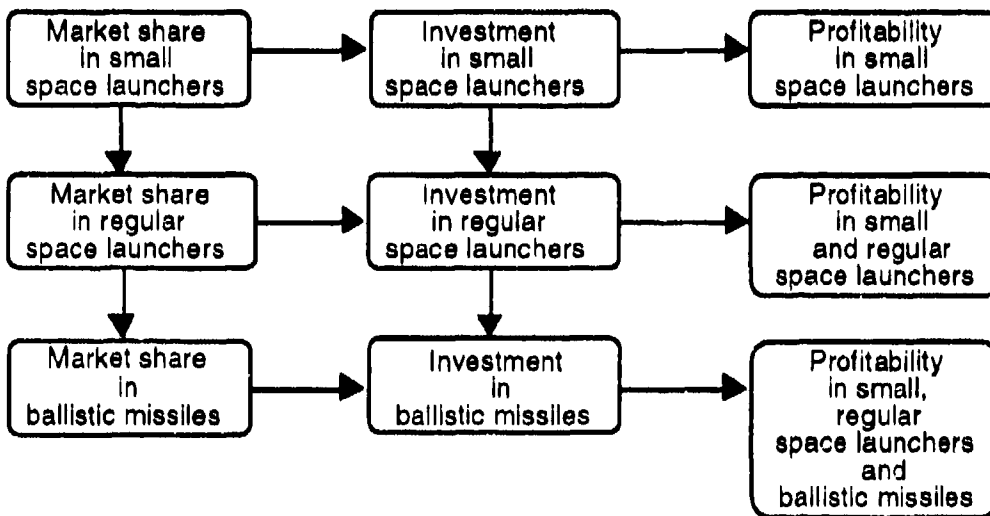 Market share
in small
space launchers
Investment
in small
space launchers
Profitability
in small
space launchers
Market share
in regular
space launchers
Investment
in regular
space launchers
Profitability
in small
and regular
space launchers
Market share
in
ballistic missiles
Investment
in
ballistic missiles
Profitability
in small,
regular
space launchers
and
ballistic missiles